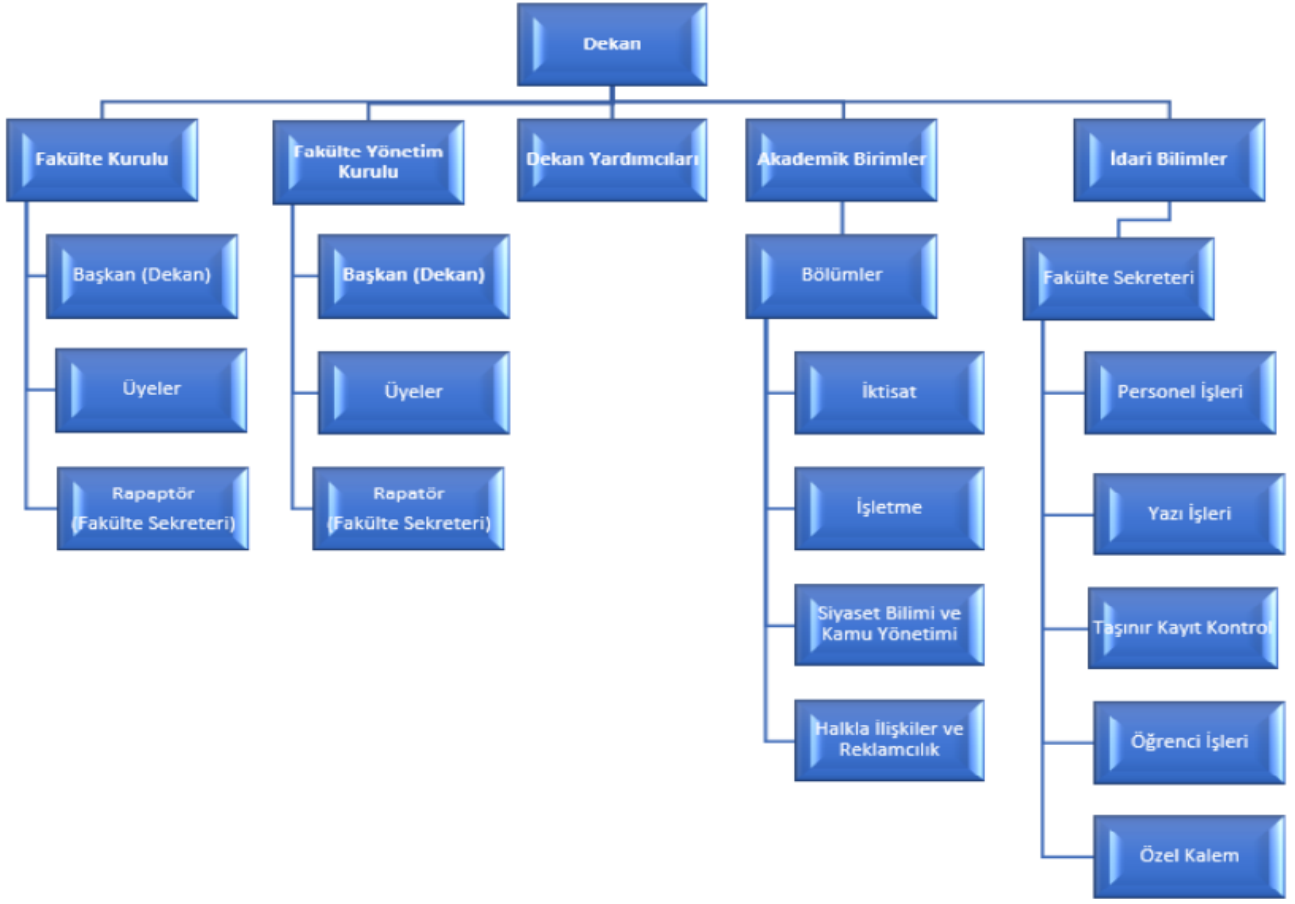 Dekan
Fakülte Kurulu
Fakülte Yönetim
Kurulu
Dekan Yardımcıları
Akademik Birimler
İdari Bilimler
Başkan (Dekan)
Üyeler
Rapaptör
(Fakülte Sekreteri)
Başkan (Dekan)
Üyeler
Rapatör
(Fakülte Sekreteri)
Bölümler
İktisat
İşletme
Siyaset Bilimi ve
Kamu Yönetimi
Halkla İlişkiler ve
Reklamcılık
Fakülte Sekreteri
Personel İşleri
Yazı İşleri
Taşınır Kayıt Kontrol
Öğrenci İşleri
Özel Kalem